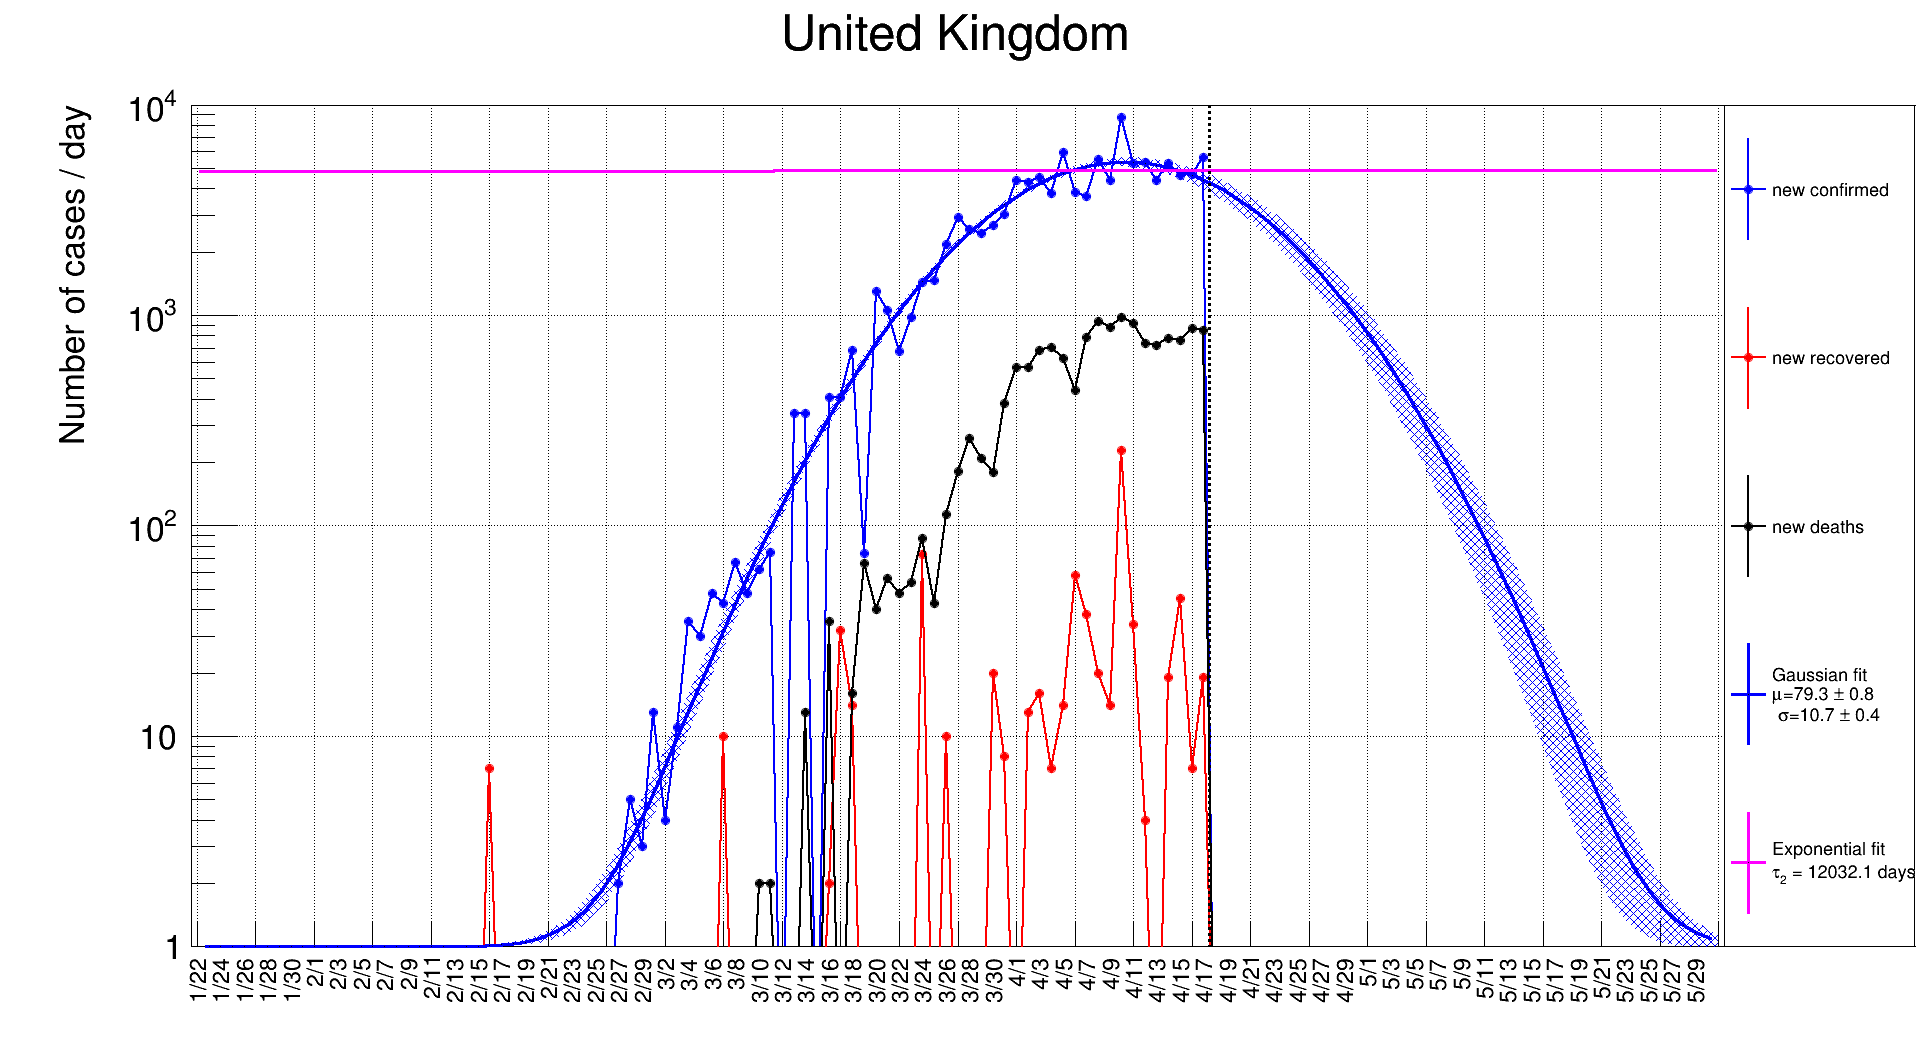 United Kingdom
Number of cases / day
10⁴
10³
10²
10
1
1/22 1/24 1/26 1/28 1/30 2/1 2/3 2/5 2/7 2/9 2/11 2/13 2/15 2/17 2/19 2/21 2/23 2/25 2/27 2/29 3/2 3/4 3/6 3/8 3/10 3/12 3/14 3/16 3/18 3/20 3/22 3/24 3/26 3/28 3/30 4/1 4/3 4/5 4/7 4/9 4/11 4/13 4/15 4/17 4/19 4/21 4/23 4/25 4/27 4/29 5/1 5/3 5/5 5/7 5/9 5/11 5/13 5/15 5/17 5/19 5/21 5/23 5/25 5/27 5/29
new confirmed
new recovered
new deaths
Gaussian fit
μ=79.3 ± 0.8
σ=10.7 ± 0.4
Exponential fit
τ₂ = 12032.1 days